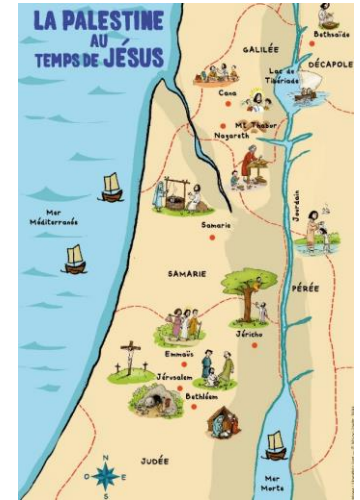 LA PALESTINE
AU
TEMPS DE JÉSUS
Bethsaïde
GALILÉE
DÉCAPOLE
Lac de
Tibériade
Cana
Mt Thabor
Nazareth
Jourdain
Mer
Méditerranée
Samarie
SAMARIE
PÉRÉE
Jéricho
Emmaüs
Jérusalem
Bethléem
JUDÉE
N
O
E
S
Mer
Morte